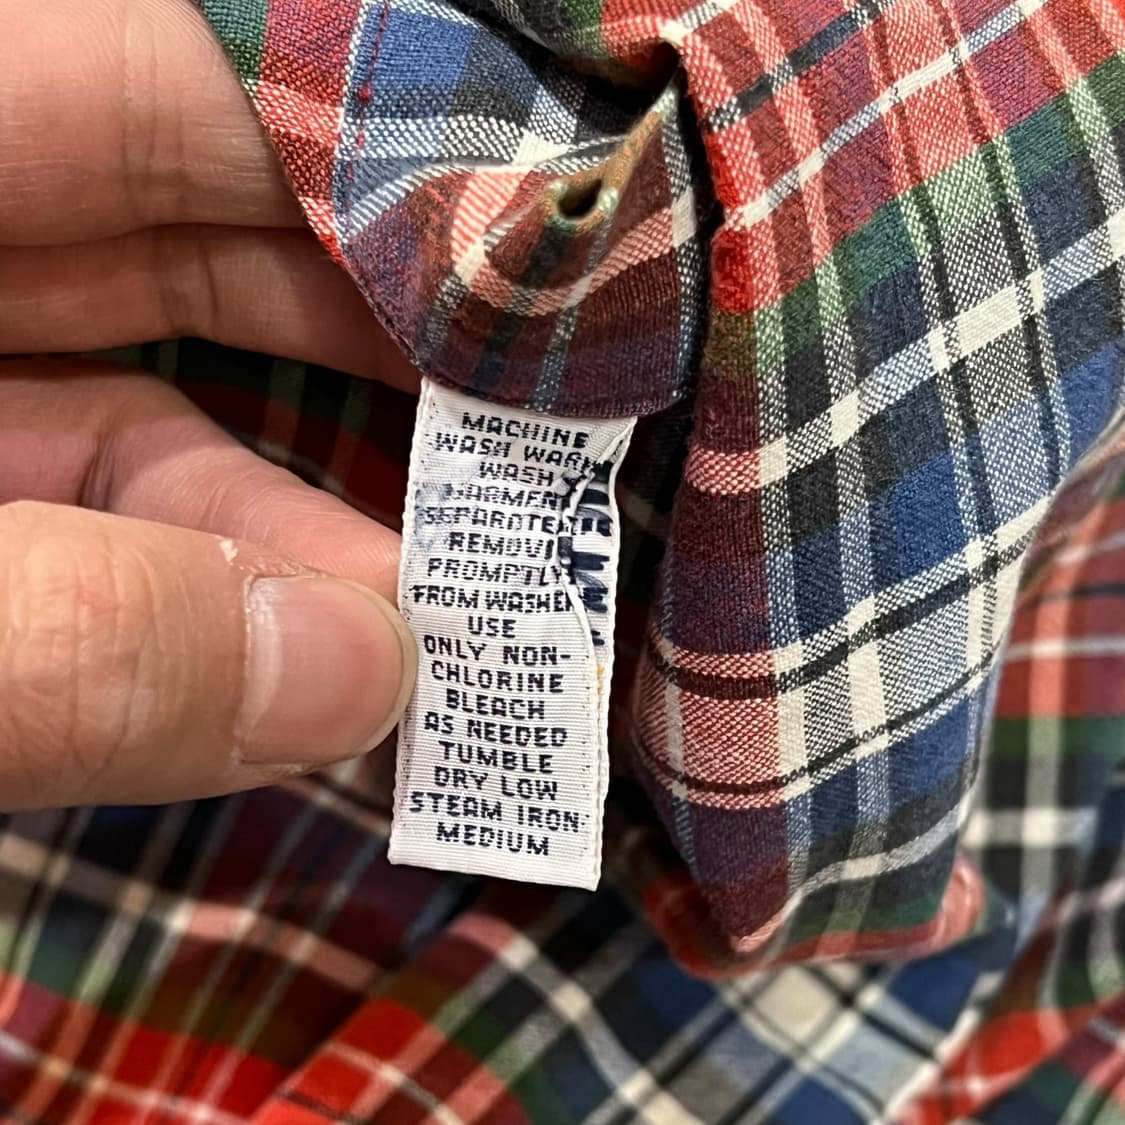 MACHINE
WASH WARM
WASH
GARMENT
SEPARATELY
REMOVE
PROMPTLY
FROM WASHER
USE
ONLY NON-
CHLORINE
BLEACH
AS NEEDED
TUMBLE
DRY LOW
STEAM IRON
MEDIUM